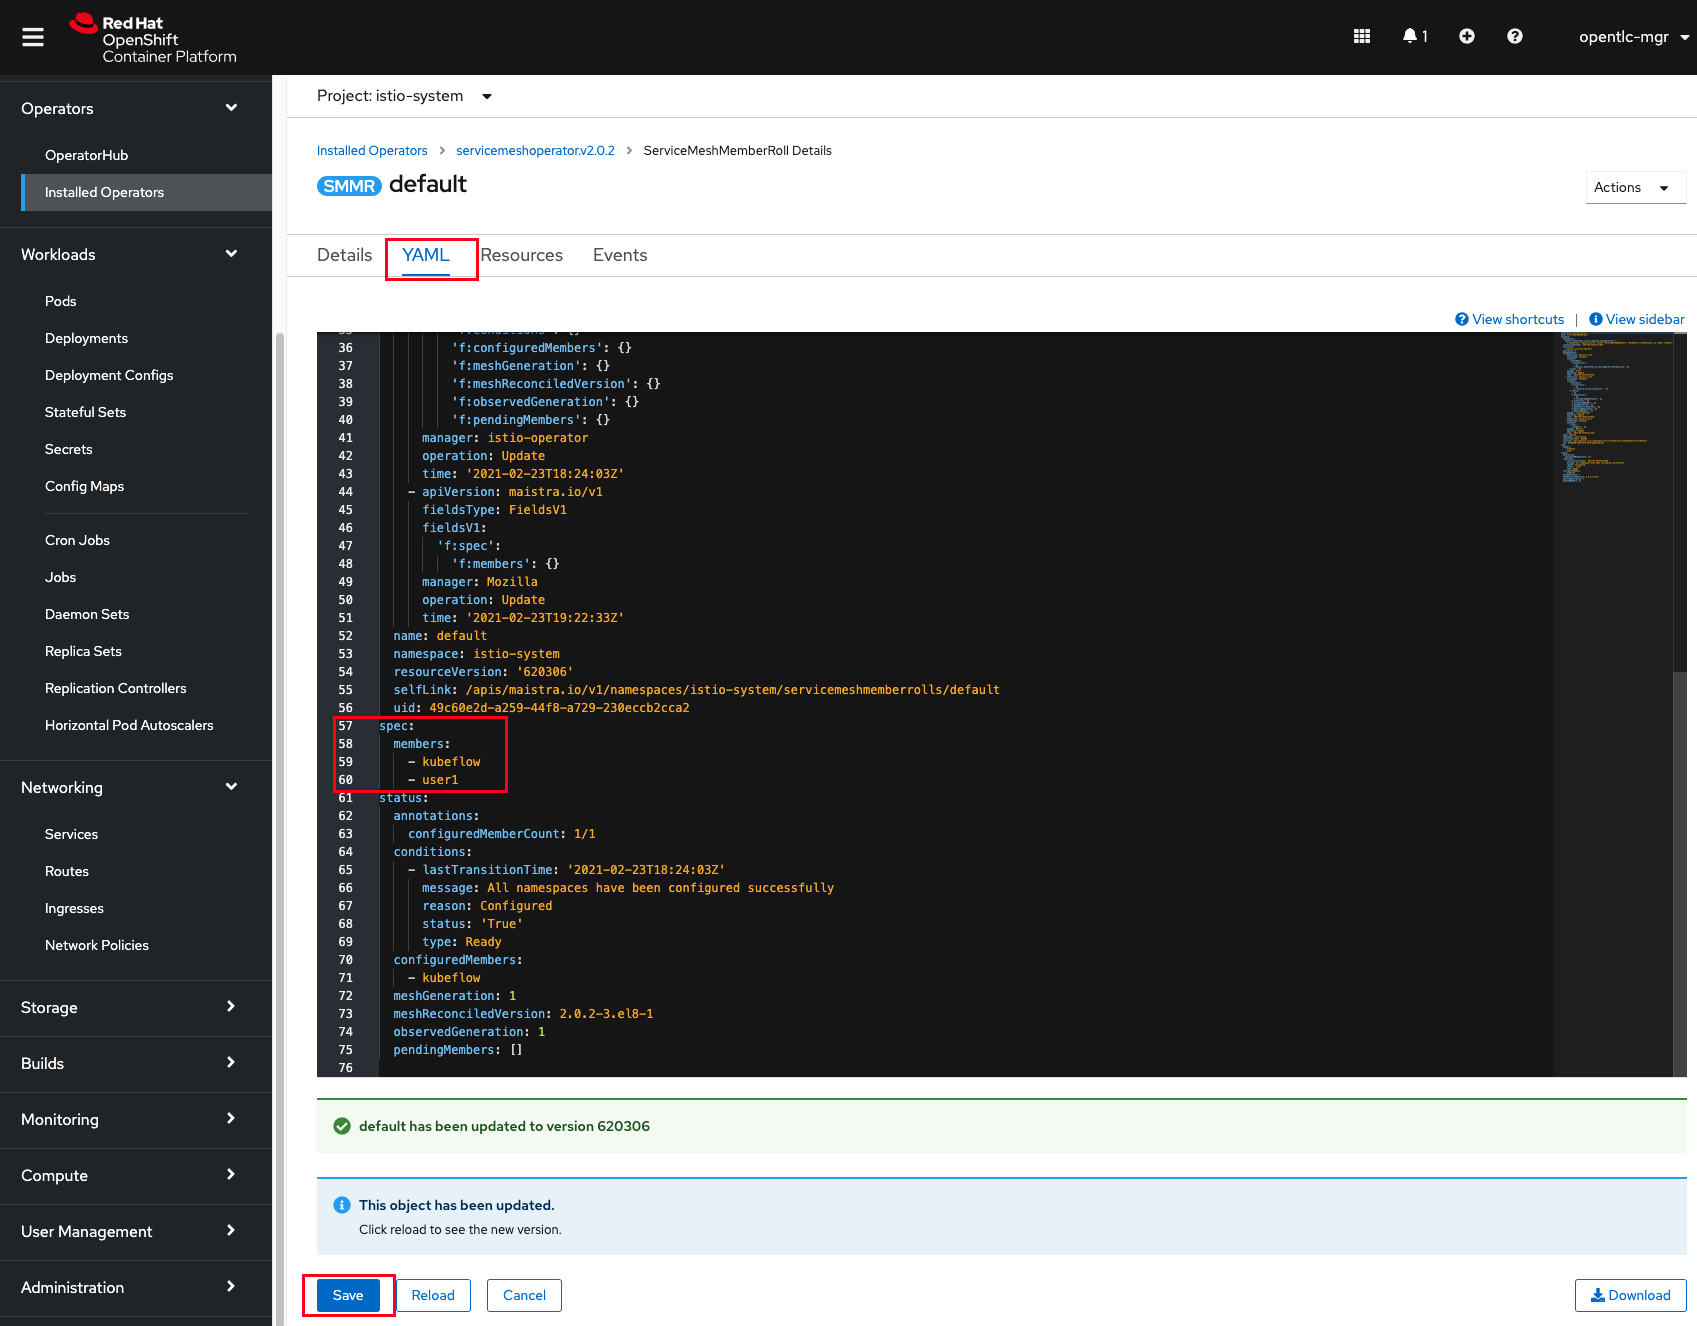 Red Hat
OpenShift
Container Platform
1
opentlc-mgr
Operators
OperatorHub
Installed Operators
Workloads
Pods
Deployments
Deployment Configs
Stateful Sets
Secrets
Config Maps
Cron Jobs
Jobs
Daemon Sets
Replica Sets
Replication Controllers
Horizontal Pod Autoscalers
Networking
Services
Routes
Ingresses
Network Policies
Storage
Builds
Monitoring
Compute
User Management
Administration
Project: istio-system
Installed Operators > servicemeshoperator.v2.0.2 > ServiceMeshMemberRoll Details
SMMR default
Actions
Details YAML Resources Events
View shortcuts | View sidebar
35 'f:conditions': []
36 'f:configuredMembers': {}
37 'f:meshGeneration': {}
38 'f:meshReconciledVersion': {}
39 'f:observedGeneration': {}
40 'f:pendingMembers': {}
41 manager: istio-operator
42 operation: Update
43 time: '2021-02-23T18:24:03Z'
44 - apiVersion: maistra.io/v1
45 fieldsType: FieldsV1
46 fieldsV1:
47 'f:spec':
48 'f:members': {}
49 manager: Mozilla
50 operation: Update
51 time: '2021-02-23T19:22:33Z'
52 name: default
53 namespace: istio-system
54 resourceVersion: '620306'
55 selfLink: /apis/maistra.io/v1/namespaces/istio-system/servicemeshmemberrolls/default
56 uid: 49c60e2d-a259-44f8-a729-230eccb2cca2
57 spec:
58 members:
59 - kubeflow
60 - user1
61 status:
62 annotations:
63 configuredMemberCount: 1/1
64 conditions:
65 - lastTransitionTime: '2021-02-23T18:24:03Z'
66 message: All namespaces have been configured successfully
67 reason: Configured
68 status: 'True'
69 type: Ready
70 configuredMembers:
71 - kubeflow
72 meshGeneration: 1
73 meshReconciledVersion: 2.0.2-3.el8-1
74 observedGeneration: 1
75 pendingMembers: []
76
default has been updated to version 620306
This object has been updated.
Click reload to see the new version.
Save Reload Cancel
Download